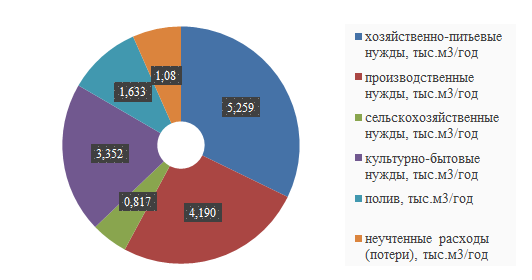 1,08
1,633
5,259
3,352
0,817
4,190
хозяйственно-питьевые
нужды, тыс.м3/год
производственные
нужды, тыс.м3/год
сельскохозяйственные
нужды, тыс.м3/год
культурно-бытовые
нужды, тыс.м3/год
полив, тыс.м3/год
неучтенные расходы
(потери), тыс.м3/год